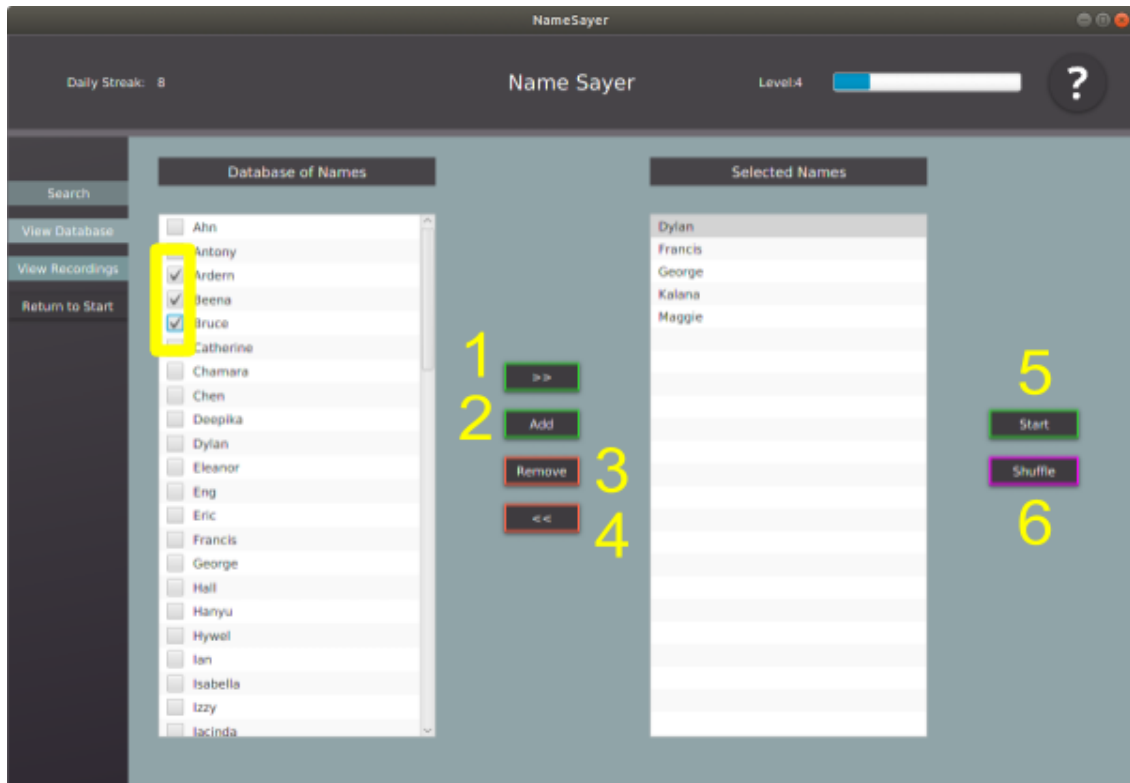 NameSayer
Daily Streak: 8
Name Sayer
Level:4
?
Search
View Database
View Recordings
Return to Start
Database of Names
Ahn
Antony
Ardern
Beena
Bruce
Catherine
Chamara
Chen
Deepika
Dylan
Eleanor
Eng
Eric
Francis
George
Hall
Hanyu
Hywel
Ian
Isabella
Izzy
Jacinda
1
>>
2
Add
Remove
3
<<
4
Selected Names
Dylan
Francis
George
Kalana
Maggie
5
Start
Shuffle
6